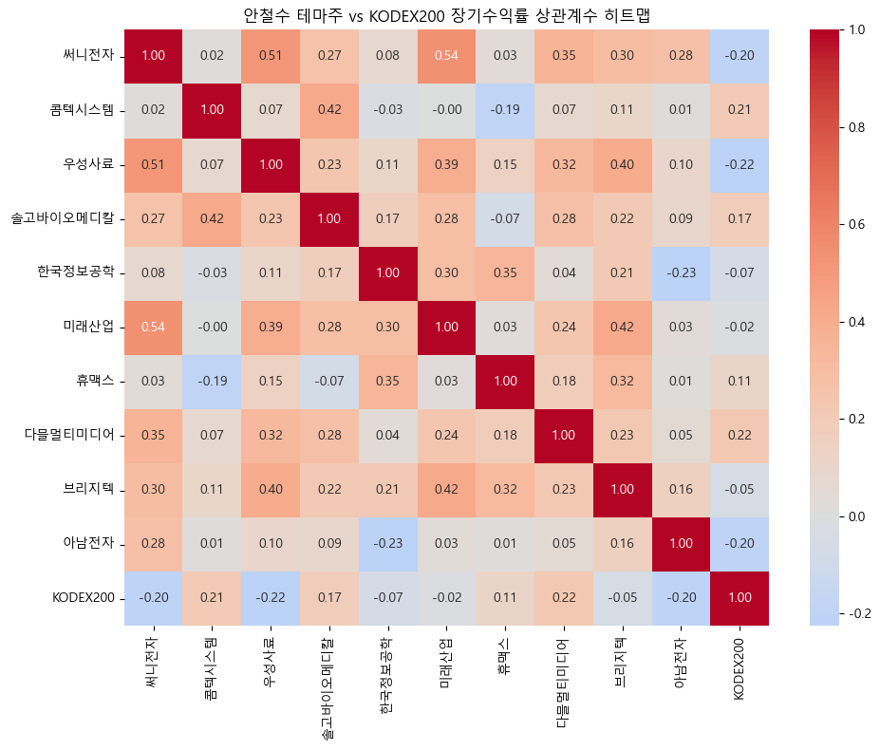 안철수 테마주 vs KODEX200 장기수익률 상관계수 히트맵
써니전자 1.00 0.02 0.51 0.27 0.08 0.54 0.03 0.35 0.30 0.28 -0.20
콤텍시스템 0.02 1.00 0.07 0.42 -0.03 -0.00 -0.19 0.07 0.11 0.01 0.21
우성사료 0.51 0.07 1.00 0.23 0.11 0.39 0.15 0.32 0.40 0.10 -0.22
솔고바이오메디칼 0.27 0.42 0.23 1.00 0.17 0.28 -0.07 0.28 0.22 0.09 0.17
한국정보공학 0.08 -0.03 0.11 0.17 1.00 0.30 0.35 0.04 0.21 -0.23 -0.07
미래산업 0.54 -0.00 0.39 0.28 0.30 1.00 0.03 0.24 0.42 0.03 -0.02
휴맥스 0.03 -0.19 0.15 -0.07 0.35 0.03 1.00 0.18 0.32 0.01 0.11
다믈멀티미디어 0.35 0.07 0.32 0.28 0.04 0.24 0.18 1.00 0.23 0.05 0.22
브리지텍 0.30 0.11 0.40 0.22 0.21 0.42 0.32 0.23 1.00 0.16 -0.05
아남전자 0.28 0.01 0.10 0.09 -0.23 0.03 0.01 0.05 0.16 1.00 -0.20
KODEX200 -0.20 0.21 -0.22 0.17 -0.07 -0.02 0.11 0.22 -0.05 -0.20 1.00
써니전자
콤텍시스템
우성사료
솔고바이오메디칼
한국정보공학
미래산업
휴맥스
다믈멀티미디어
브리지텍
아남전자
KODEX200
1.0
0.8
0.6
0.4
0.2
0.0
-0.2